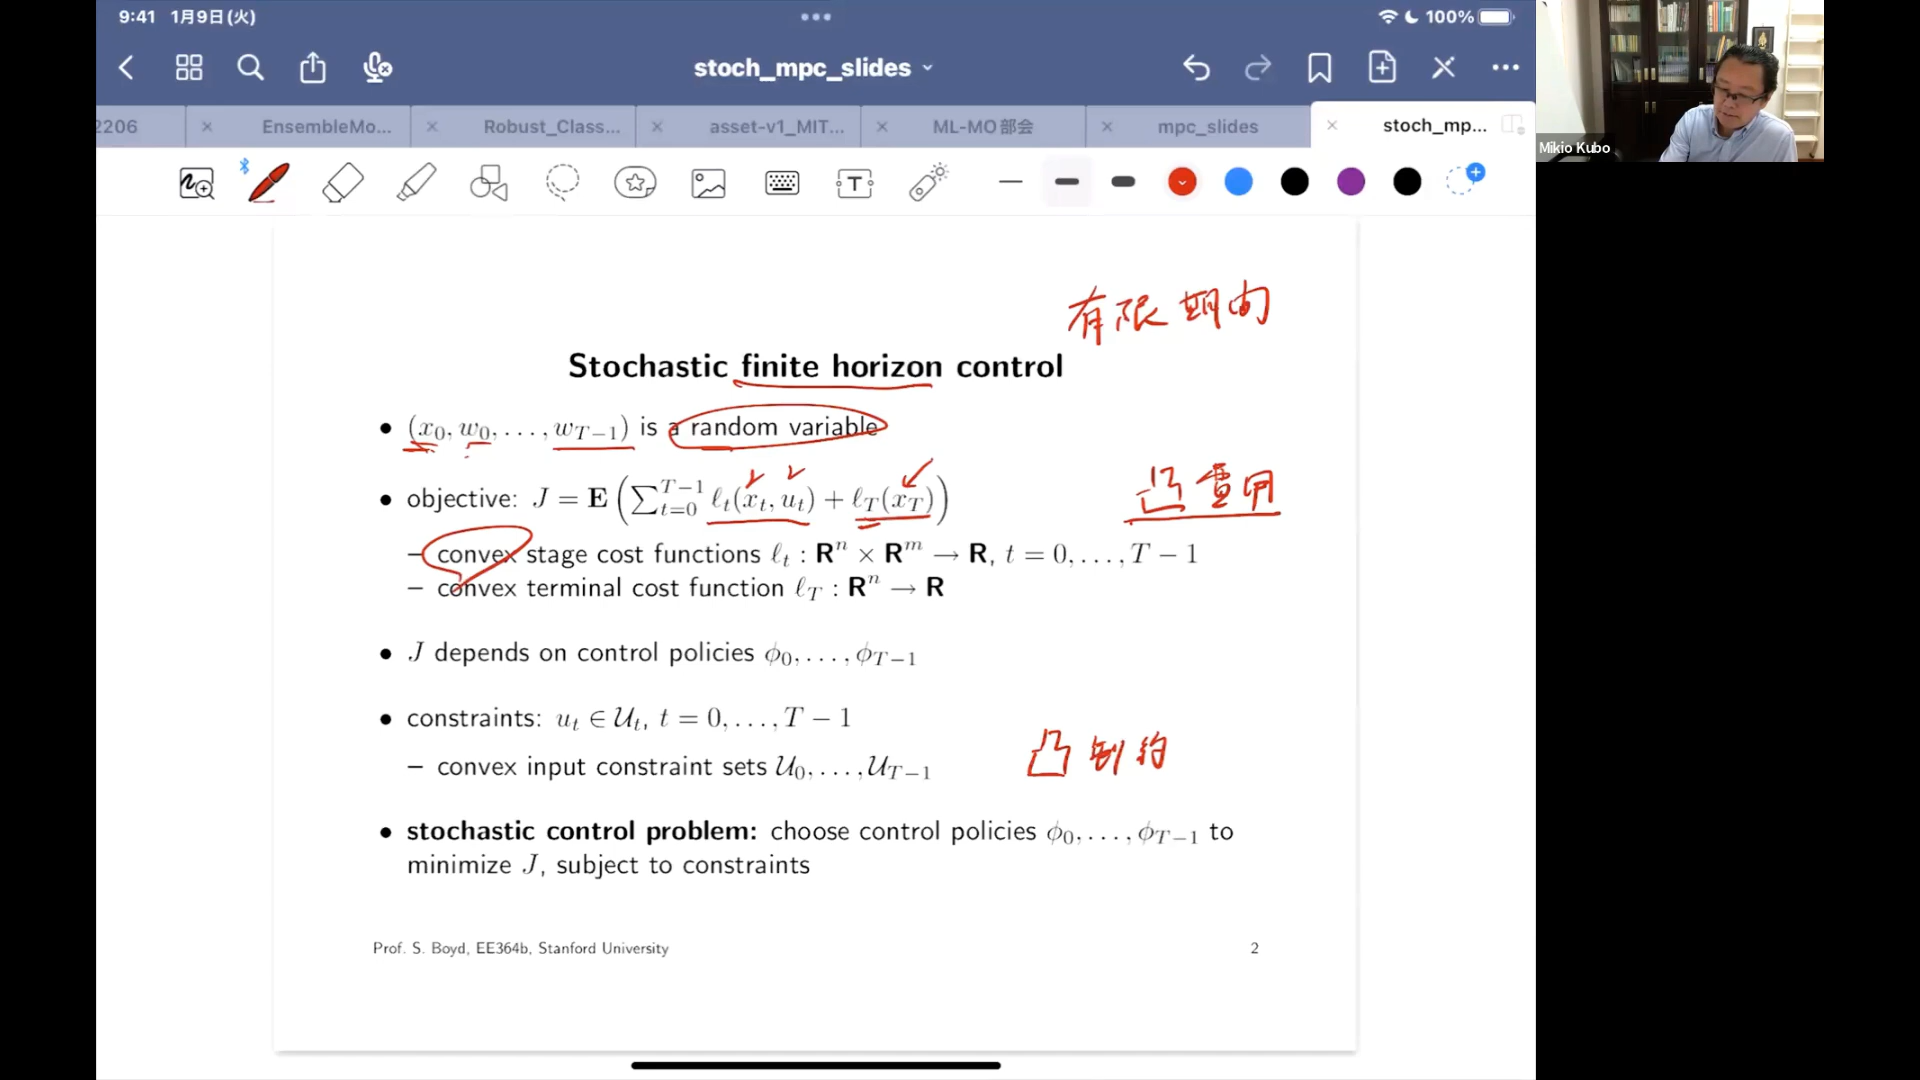 9:41 1月9日(火)
100%
stoch_mpc_slides
2206
EnsembleMo...
Robust_Class...
asset-v1_MIT...
ML-MO部会
mpc_slides
stoch_mp...
Mikio Kubo
有限期间
Stochastic finite horizon control
• (x₀, w₀, . . . , w_{T−1}) is a random variable
• objective: J = E (∑_{t=0}^{T−1} ℓ_t(x_t, u_t) + ℓ_T(x_T))
凸費用
– convex stage cost functions ℓ_t : Rⁿ × Rᵐ → R, t = 0, . . . , T − 1
– convex terminal cost function ℓ_T : Rⁿ → R
• J depends on control policies ϕ₀, . . . , ϕ_{T−1}
• constraints: u_t ∈ 𝒰_t, t = 0, . . . , T − 1
– convex input constraint sets 𝒰₀, . . . , 𝒰_{T−1}
凸制約
• stochastic control problem: choose control policies ϕ₀, . . . , ϕ_{T−1} to
minimize J, subject to constraints
Prof. S. Boyd, EE364b, Stanford University
2